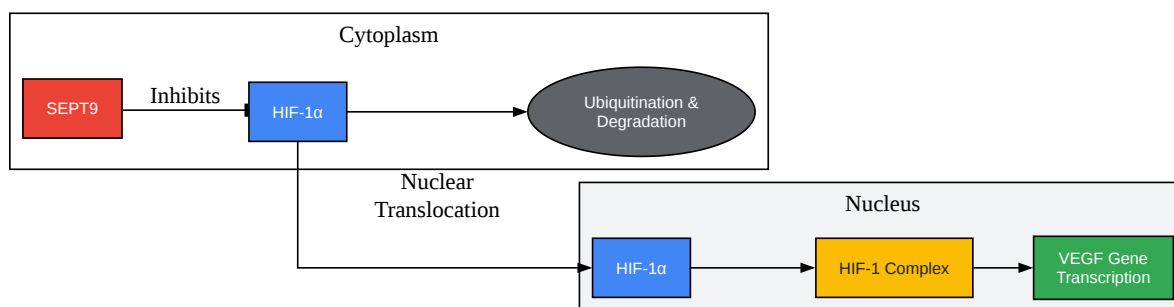 Cytoplasm
SEPT9
Inhibits
HIF-1α
Ubiquitination &
Degradation
Nuclear
Translocation
Nucleus
HIF-1α
HIF-1 Complex
VEGF Gene
Transcription